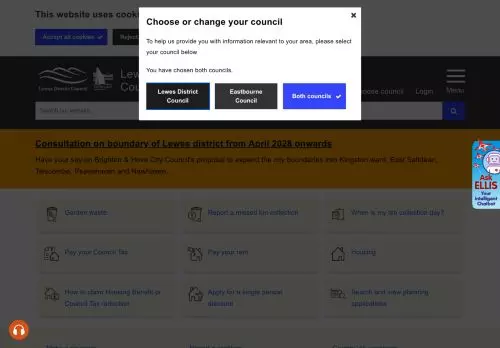 This website uses cook
Choose or change your council
To help us provide you with information relevant to your area, please select
your council below
You have chosen both councils.
Lewes District
Council
Eastbourne
Council
Both councils
Accept all cookies
Reject
Lewes District Council
Lew
Cou
choose council
Login
Menu
Search our website
Consultation on boundary of Lewes district from April 2028 onwards
Have your say on Brighton & Hove City Council's proposal to expand the city boundaries into Kingston ward, East Saltdean,
Telscombe, Peacehaven and Newhaven.
Ask
ELLIS
Your
intelligent
Chatbot
Garden waste
Report a missed bin collection
When is my bin collection day?
Pay your Council Tax
Pay your rent
Housing
How to claim Housing Benefit or
Council Tax reduction
Apply for a single person
discount
Search and view planning
applications